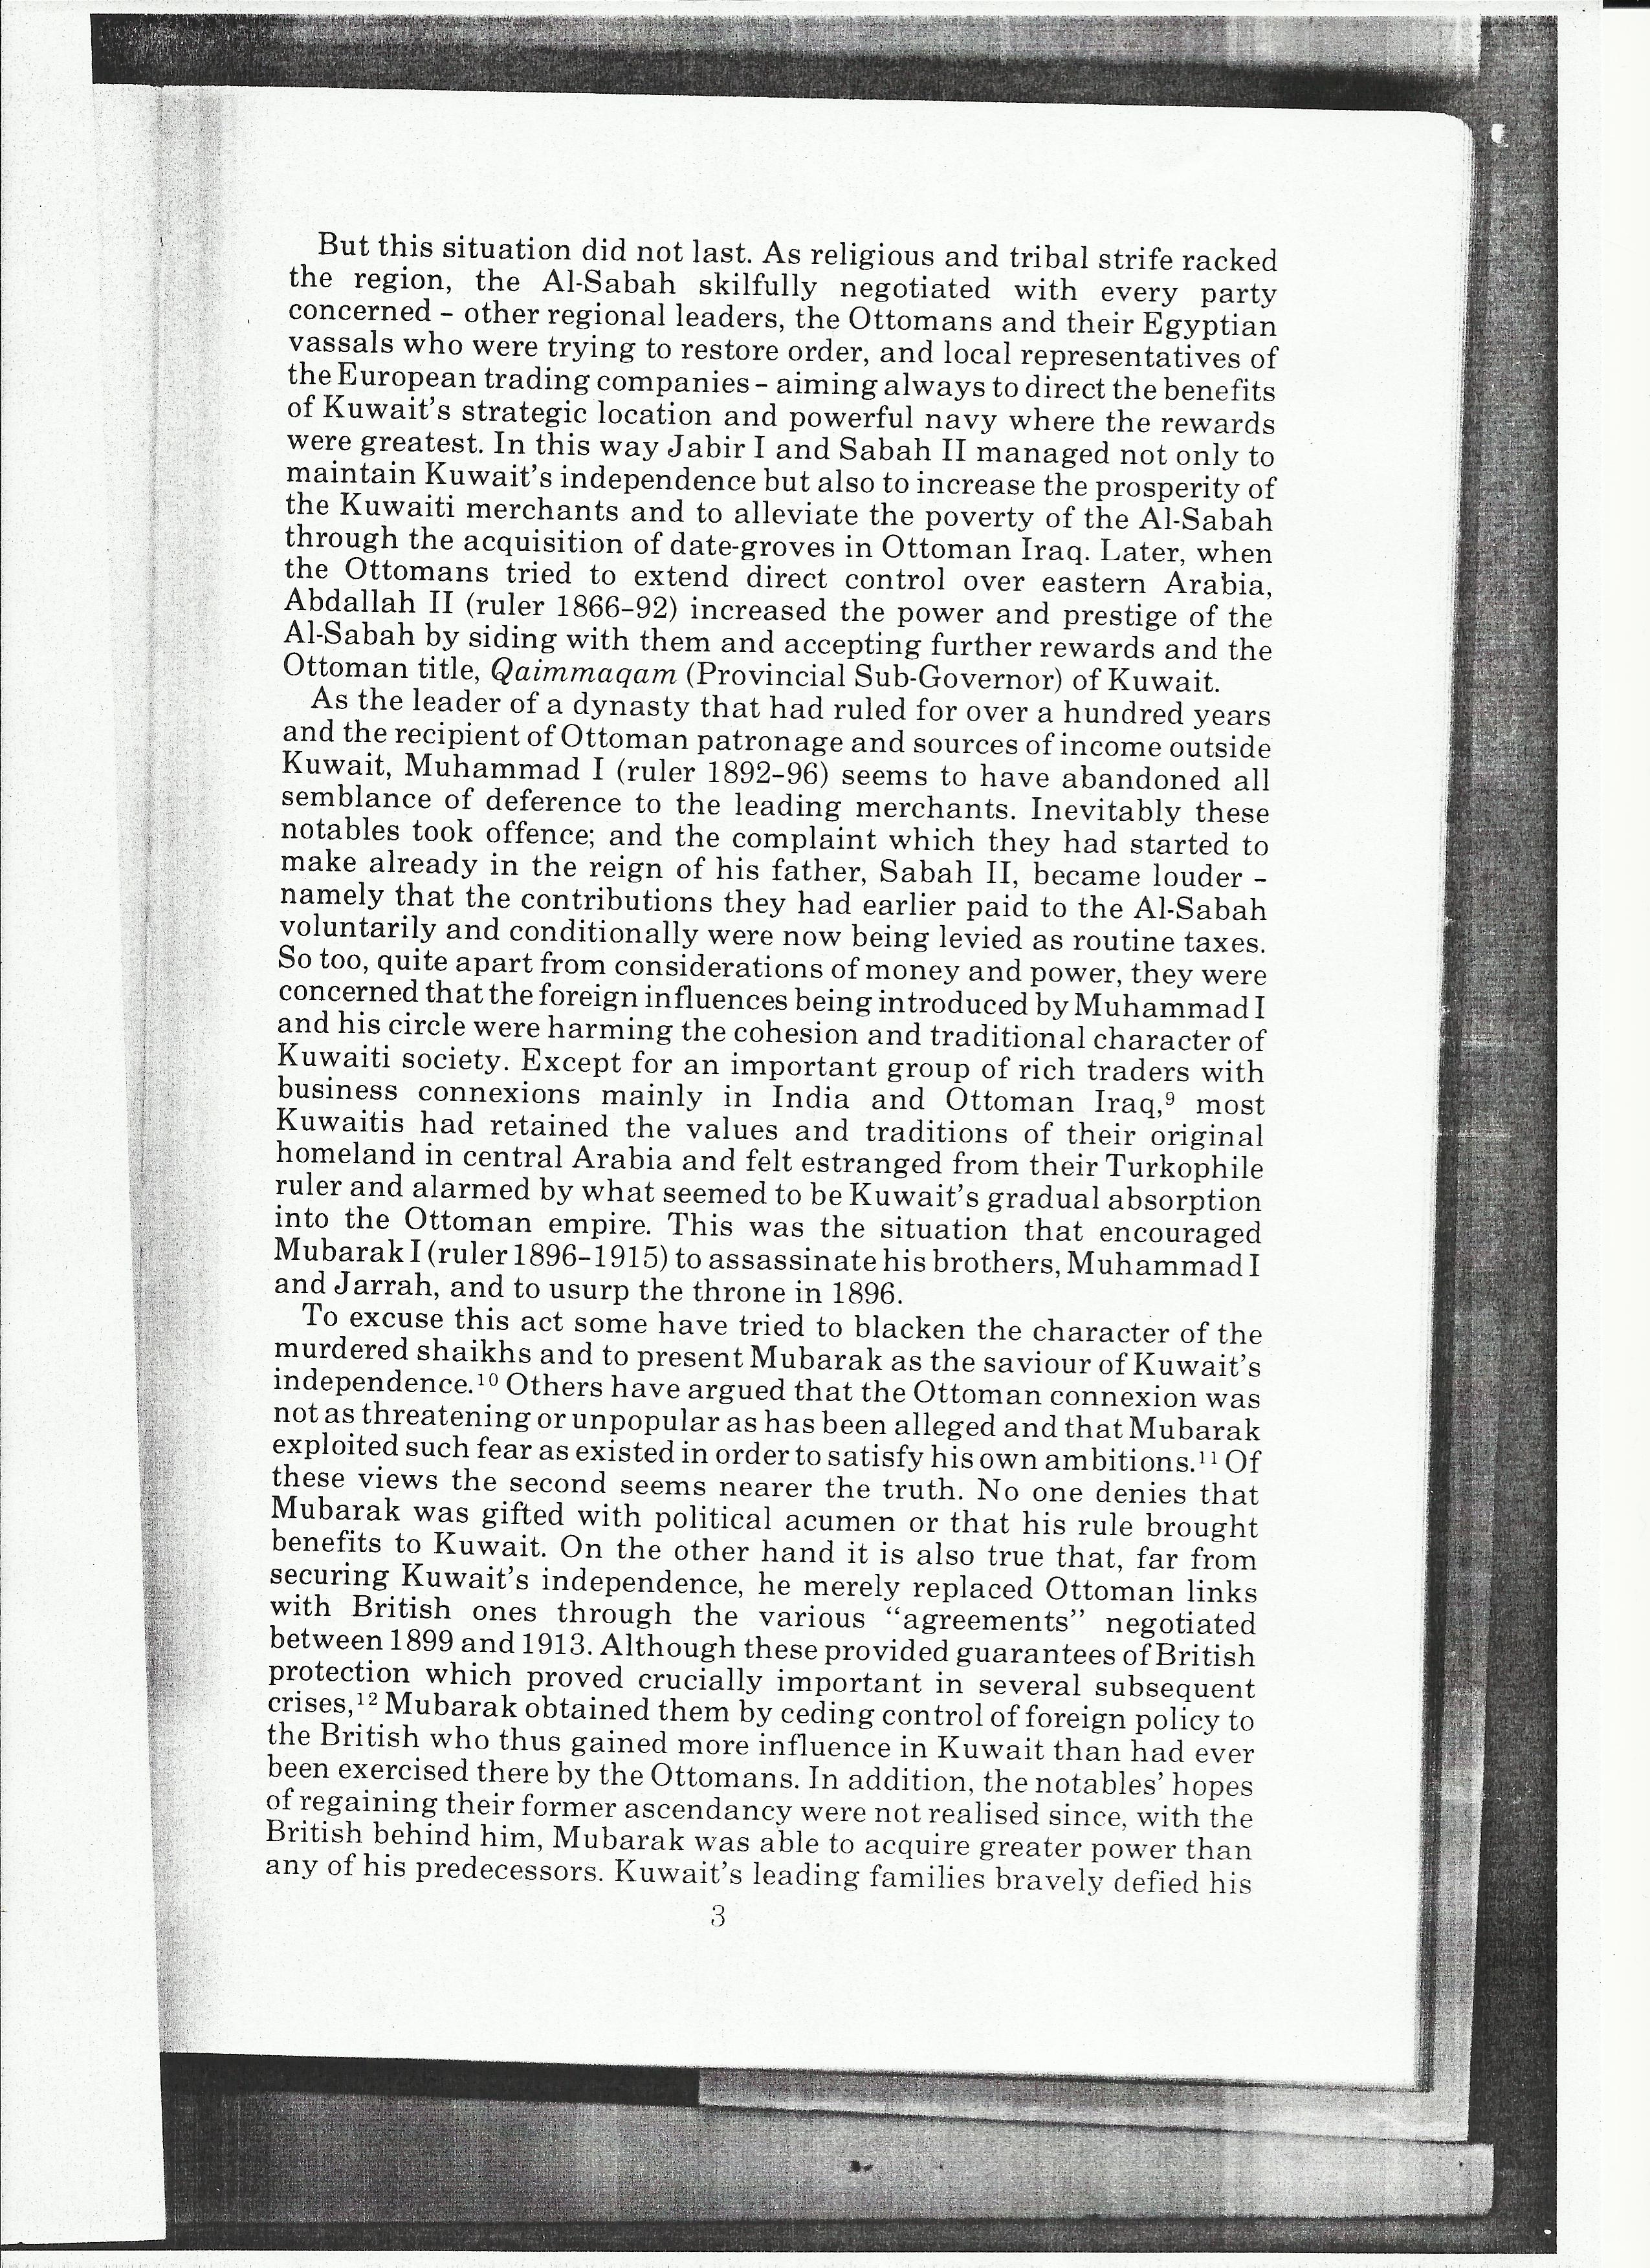 But this situation did not last. As religious and tribal strife racked
the region, the Al-Sabah skilfully negotiated with every party
concerned – other regional leaders, the Ottomans and their Egyptian
vassals who were trying to restore order, and local representatives of
the European trading companies – aiming always to direct the benefits
of Kuwait's strategic location and powerful navy where the rewards
were greatest. In this way Jabir I and Sabah II managed not only to
maintain Kuwait's independence but also to increase the prosperity of
the Kuwaiti merchants and to alleviate the poverty of the Al-Sabah
through the acquisition of date-groves in Ottoman Iraq. Later, when
the Ottomans tried to extend direct control over eastern Arabia,
Abdallah II (ruler 1866–92) increased the power and prestige of the
Al-Sabah by siding with them and accepting further rewards and the
Ottoman title, Qaimmaqam (Provincial Sub-Governor) of Kuwait.
As the leader of a dynasty that had ruled for over a hundred years
and the recipient of Ottoman patronage and sources of income outside
Kuwait, Muhammad I (ruler 1892–96) seems to have abandoned all
semblance of deference to the leading merchants. Inevitably these
notables took offence; and the complaint which they had started to
make already in the reign of his father, Sabah II, became louder –
namely that the contributions they had earlier paid to the Al-Sabah
voluntarily and conditionally were now being levied as routine taxes.
So too, quite apart from considerations of money and power, they were
concerned that the foreign influences being introduced by Muhammad I
and his circle were harming the cohesion and traditional character of
Kuwaiti society. Except for an important group of rich traders with
business connexions mainly in India and Ottoman Iraq,⁹ most
Kuwaitis had retained the values and traditions of their original
homeland in central Arabia and felt estranged from their Turkophile
ruler and alarmed by what seemed to be Kuwait's gradual absorption
into the Ottoman empire. This was the situation that encouraged
Mubarak I (ruler 1896–1915) to assassinate his brothers, Muhammad I
and Jarrah, and to usurp the throne in 1896.
To excuse this act some have tried to blacken the character of the
murdered shaikhs and to present Mubarak as the saviour of Kuwait's
independence.¹⁰ Others have argued that the Ottoman connexion was
not as threatening or unpopular as has been alleged and that Mubarak
exploited such fear as existed in order to satisfy his own ambitions.¹¹ Of
these views the second seems nearer the truth. No one denies that
Mubarak was gifted with political acumen or that his rule brought
benefits to Kuwait. On the other hand it is also true that, far from
securing Kuwait's independence, he merely replaced Ottoman links
with British ones through the various “agreements” negotiated
between 1899 and 1913. Although these provided guarantees of British
protection which proved crucially important in several subsequent
crises,¹² Mubarak obtained them by ceding control of foreign policy to
the British who thus gained more influence in Kuwait than had ever
been exercised there by the Ottomans. In addition, the notables' hopes
of regaining their former ascendancy were not realised since, with the
British behind him, Mubarak was able to acquire greater power than
any of his predecessors. Kuwait's leading families bravely defied his
3